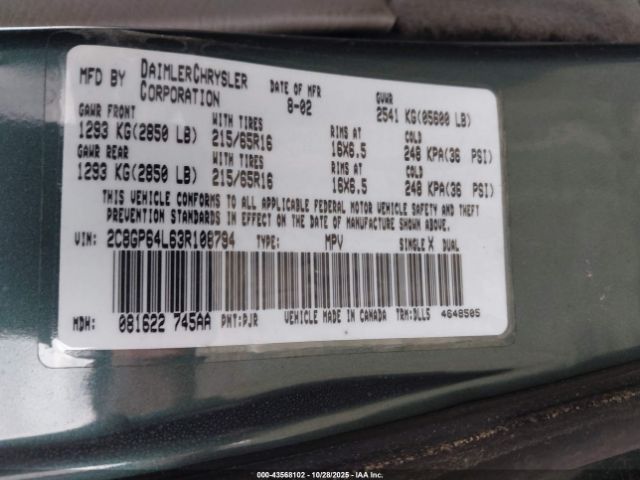 MFD BY DAIMLERCHRYSLER CORPORATION DATE OF MFR 8-02 GVWR 2541 KG(05600 LB)
GAWR FRONT WITH TIRES RIMS AT COLD
1293 KG(2850 LB) 215/65R16 16X6.5 248 KPA(36 PSI)
GAWR REAR WITH TIRES RIMS AT COLD
1293 KG(2850 LB) 215/65R16 16X6.5 248 KPA(36 PSI)
THIS VEHICLE CONFORMS TO ALL APPLICABLE FEDERAL MOTOR VEHICLE SAFETY AND THEFT
PREVENTION STANDARDS IN EFFECT ON THE DATE OF MANUFACTURE SHOWN ABOVE.
VIN: 2C8GP64L63R108794 TYPE: MPV SINGLE X DUAL
MDH: 081622 745AA PNT:PJR VEHICLE MADE IN CANADA TRM:DLL5 4648505
000-43568102 | 10/28/2025 | IAA Inc.